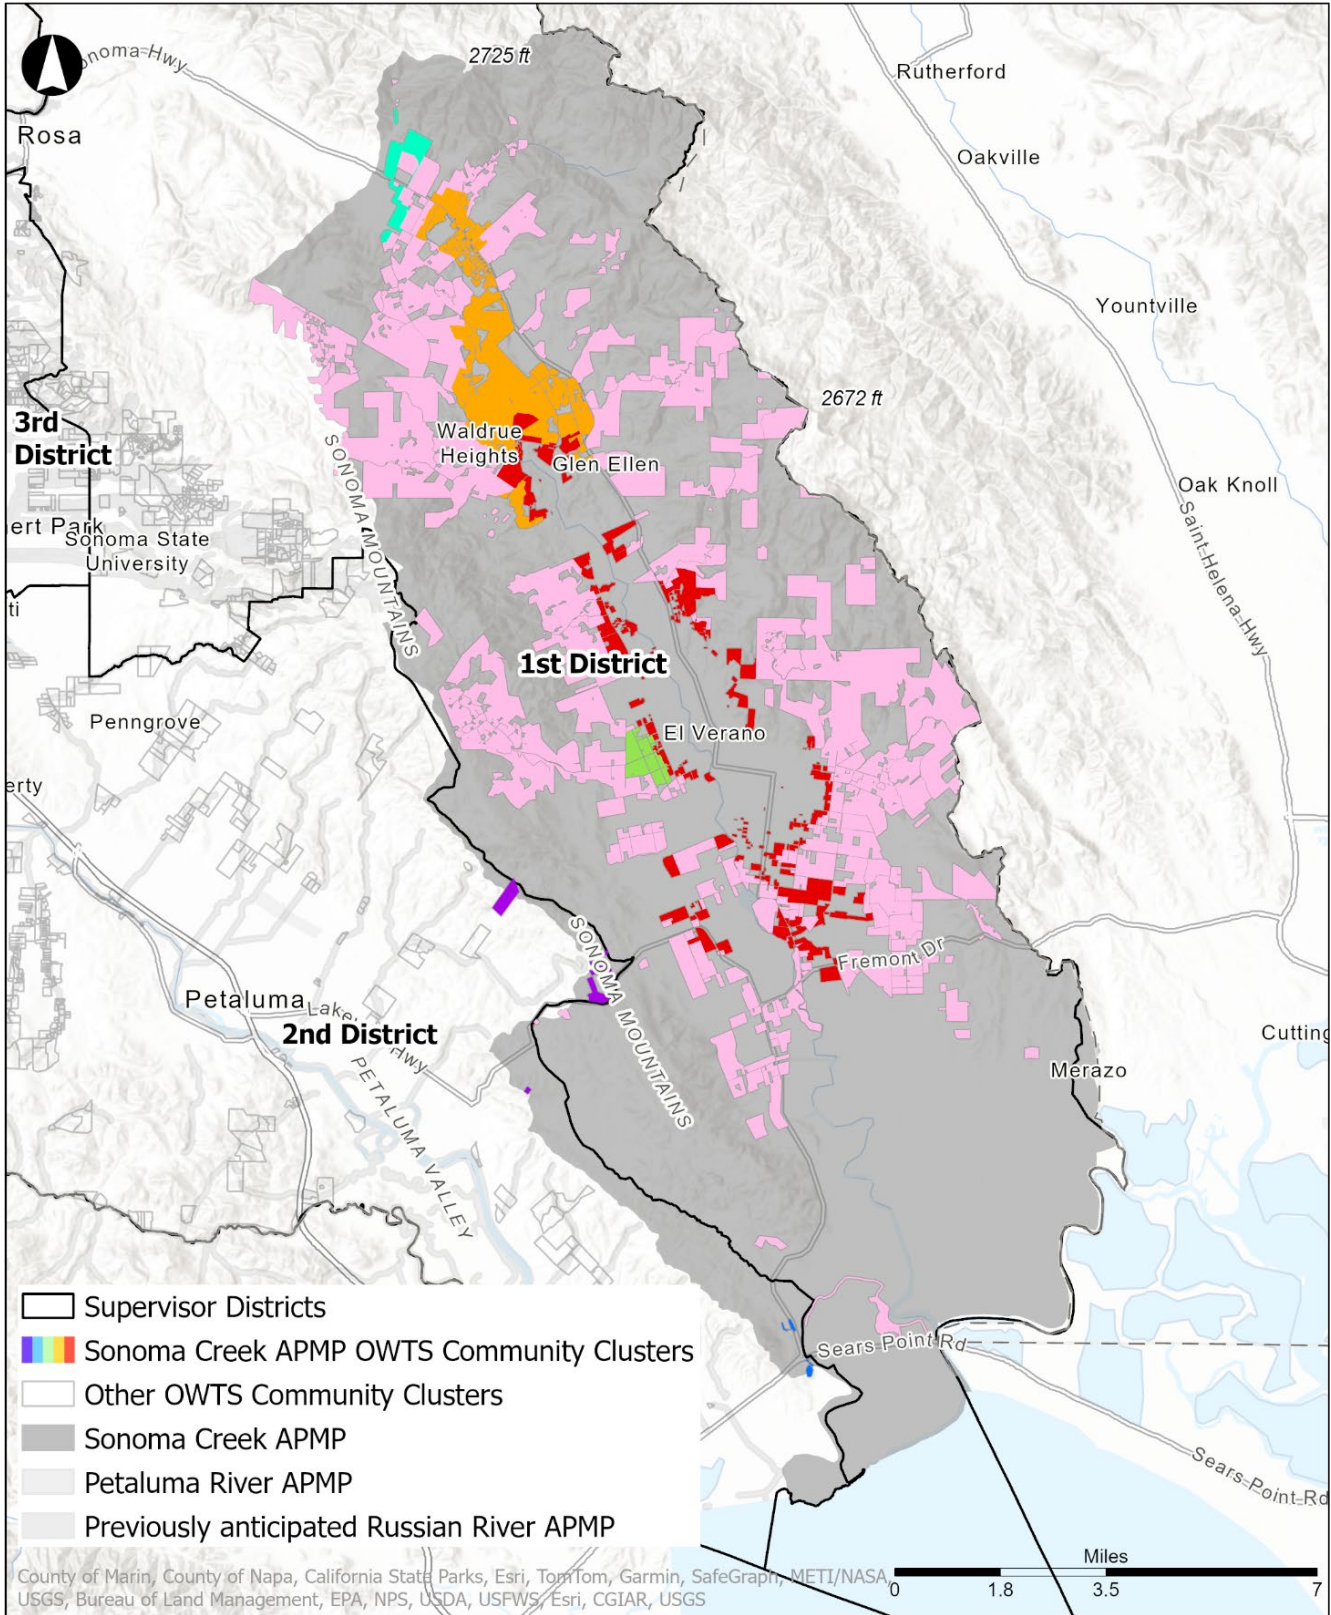 2725 ft
onoma-Hwy
Rutherford
Rosa
Oakville
Yountville
2672 ft
3rd
District
Waldrue
Heights
Glen Ellen
SONOMA MOUNTAINS
Oak Knoll
Saint-Helena-Hwy
ert Park
Sonoma State
University
ti
1st District
Penngrove
El Verano
erty
SONOMA MOUNTAINS
Fremont Dr
Petaluma
Lake
Hwy
2nd District
Cutting
Merazo
PETALUMA VALLEY
Supervisor Districts
Sonoma Creek APMP OWTS Community Clusters
Other OWTS Community Clusters
Sonoma Creek APMP
Petaluma River APMP
Previously anticipated Russian River APMP
Sears Point Rd
Sears Point Rd
Miles
0 1.8 3.5 7
County of Marin, County of Napa, California State Parks, Esri, TomTom, Garmin, SafeGraph, METI/NASA,
USGS, Bureau of Land Management, EPA, NPS, USDA, USFWS, Esri, CGIAR, USGS